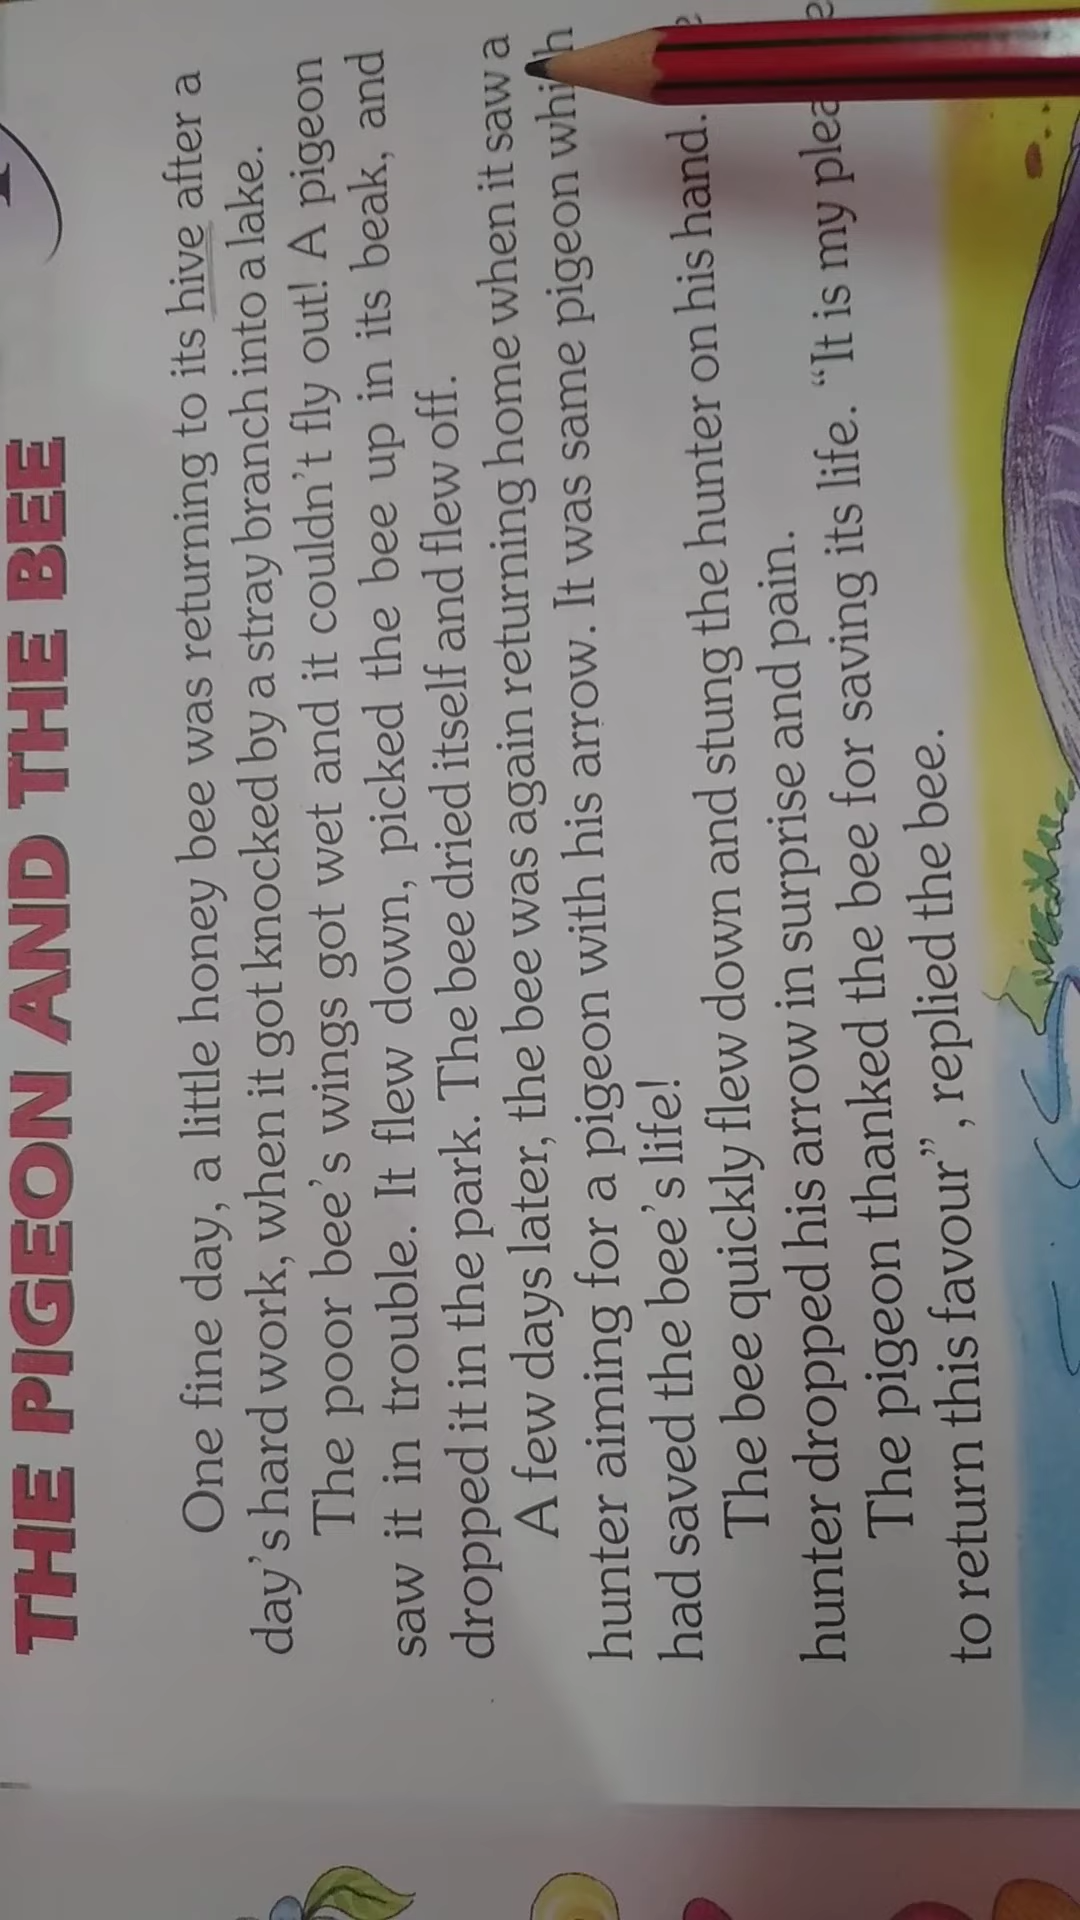 THE PIGEON AND THE BEE
One fine day, a little honey bee was returning to its hive after a
day's hard work, when it got knocked by a stray branch into a lake.
The poor bee's wings got wet and it couldn't fly out! A pigeon
saw it in trouble. It flew down, picked the bee up in its beak, and
dropped it in the park. The bee dried itself and flew off.
A few days later, the bee was again returning home when it saw a
hunter aiming for a pigeon with his arrow. It was same pigeon
had saved the bee's life!
The bee quickly flew down and stung the hunter on his hand.
hunter dropped his arrow in surprise and pain.
The pigeon thanked the bee for saving its life. "It is my
to return this favour", replied the bee.